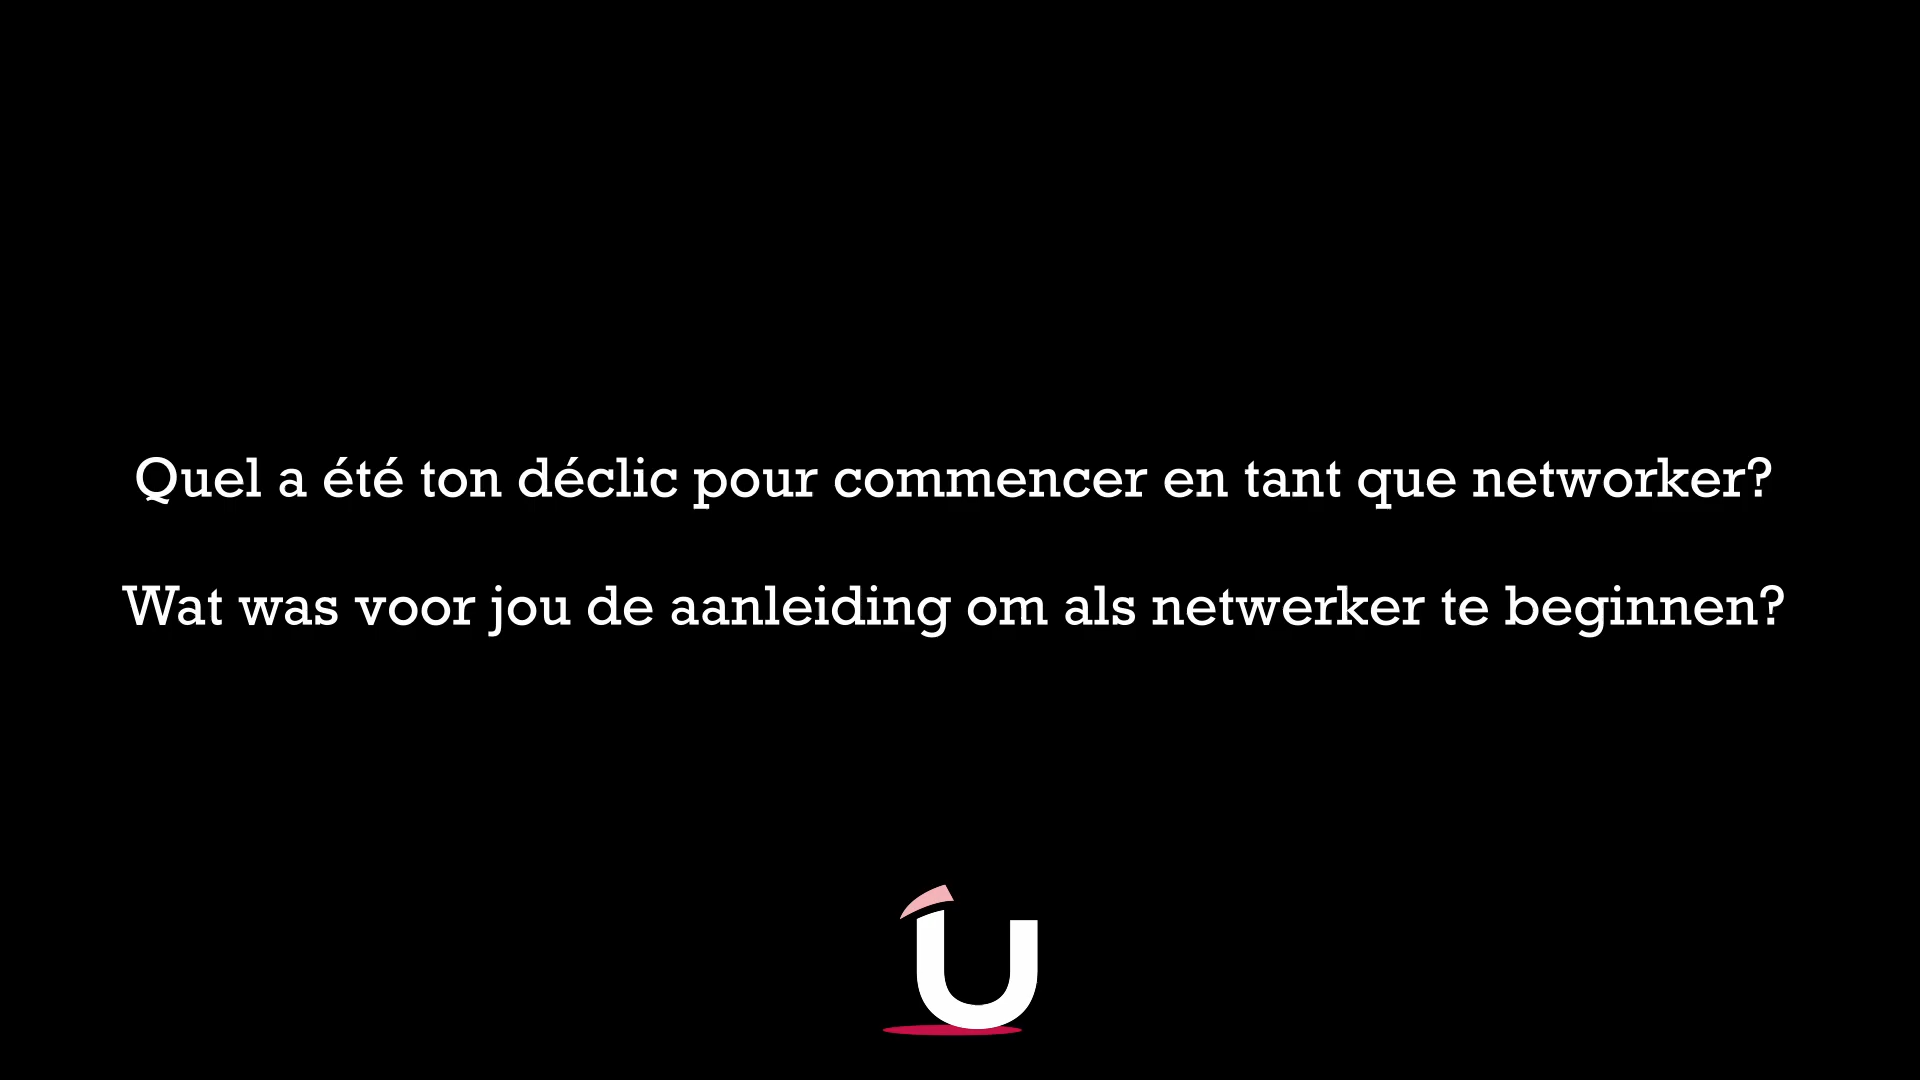 Quel a été ton déclic pour commencer en tant que networker?
Wat was voor jou de aanleiding om als netwerker te beginnen?
U